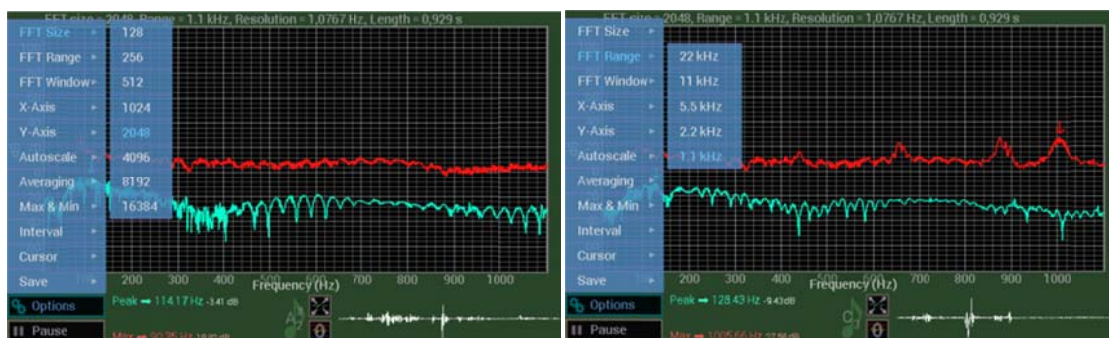 FFT size = 2048, Range = 1.1 kHz, Resolution = 1,0767 Hz, Length = 0,929 s
FFT Size 128
FFT Range 256
FFT Window 512
X-Axis 1024
Y-Axis 2048
Autoscale 4096
Averaging 8192
Max & Min 16384
Interval
Cursor
Save
200 300 400 500 600 700 800 900 1000
Frequency (Hz)
Options
Peak ➡ 114.17 Hz -3.41 dB
Pause
FFT size = 2048, Range = 1.1 kHz, Resolution = 1,0767 Hz, Length = 0,929 s
FFT Size
FFT Range 22 kHz
FFT Window 11 kHz
X-Axis 5.5 kHz
Y-Axis 2.2 kHz
Autoscale 1.1 kHz
Averaging
Max & Min
Interval
Cursor
Save
200 300 400 500 600 700 800 900 1000
Frequency (Hz)
Options
Peak ➡ 128.43 Hz -9.43dB
Pause
Max ➡ 1005.66 Hz